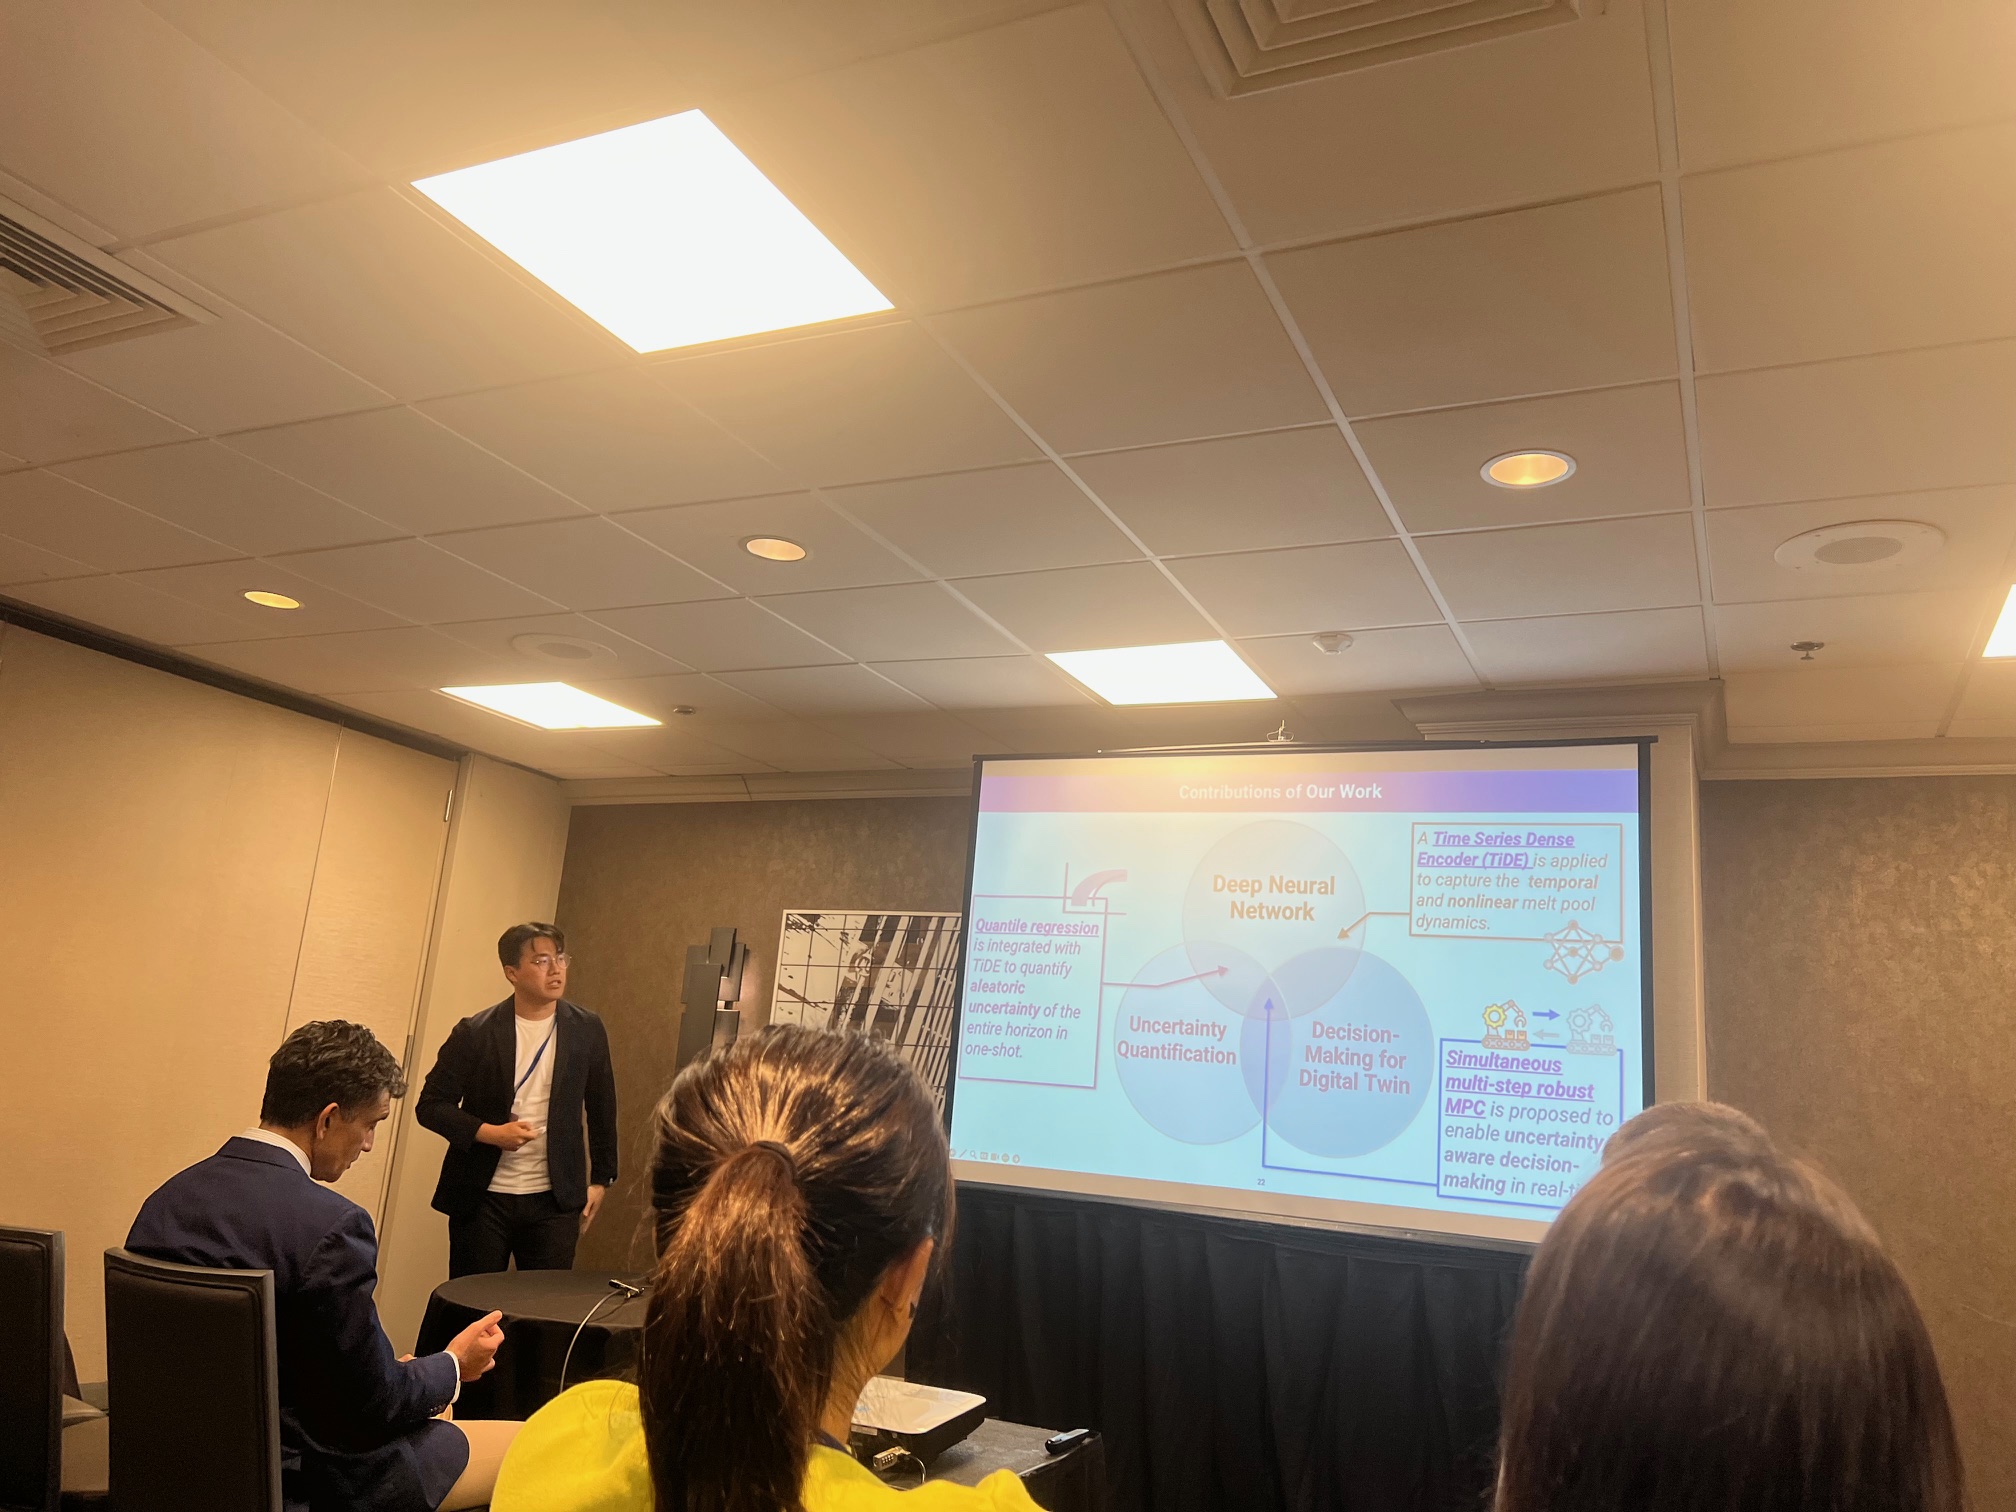 Contributions of Our Work
Deep Neural
Network
A Time Series Dense
Encoder (TiDE) is applied
to capture the temporal
and nonlinear melt pool
dynamics.
Quantile regression
is integrated with
TiDE to quantify
aleatoric
uncertainty of the
entire horizon in
one-shot.
Uncertainty
Quantification
Decision-
Making for
Digital Twin
Simultaneous
multi-step robust
MPC is proposed to
enable uncertainty
aware decision-
making in
22